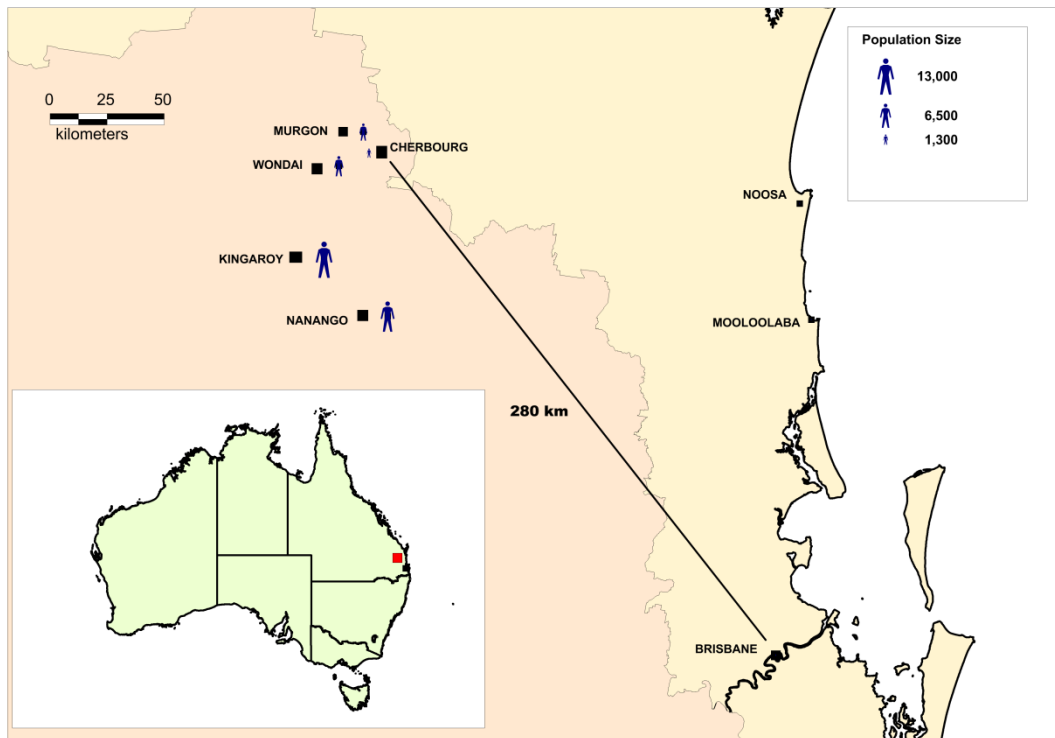 Population Size
13,000
6,500
1,300
0 25 50
kilometers
MURGON
CHERBOURG
WONDAI
NOOSA
KINGAROY
NANANGO
MOOLOOLABA
280 km
BRISBANE